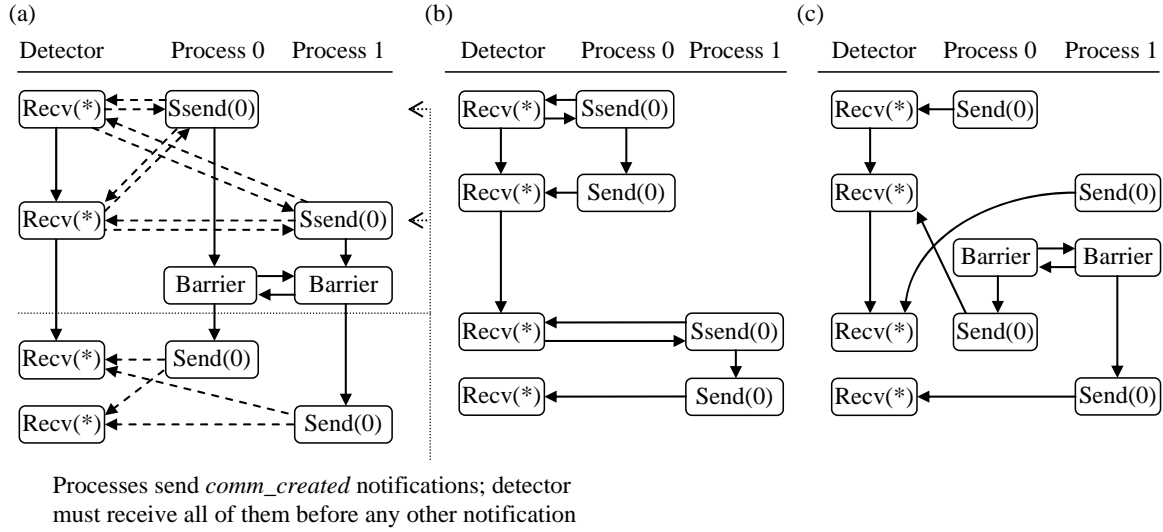 (a) (b) (c)
Detector Process 0 Process 1 Detector Process 0 Process 1 Detector Process 0 Process 1
Recv(*) Ssend(0) Recv(*) Ssend(0) Recv(*) Send(0)
Recv(*) Send(0) Recv(*) Send(0)
Recv(*) Ssend(0)
Barrier Barrier
Barrier Barrier
Recv(*) Ssend(0) Recv(*) Send(0)
Recv(*) Send(0)
Recv(*) Send(0) Recv(*) Send(0)
Recv(*) Send(0)
Processes send comm_created notifications; detector
must receive all of them before any other notification